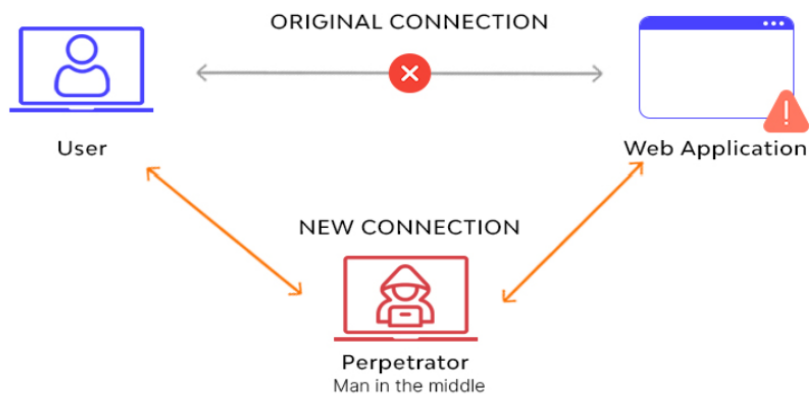 ORIGINAL CONNECTION
User
Web Application
NEW CONNECTION
Perpetrator
Man in the middle